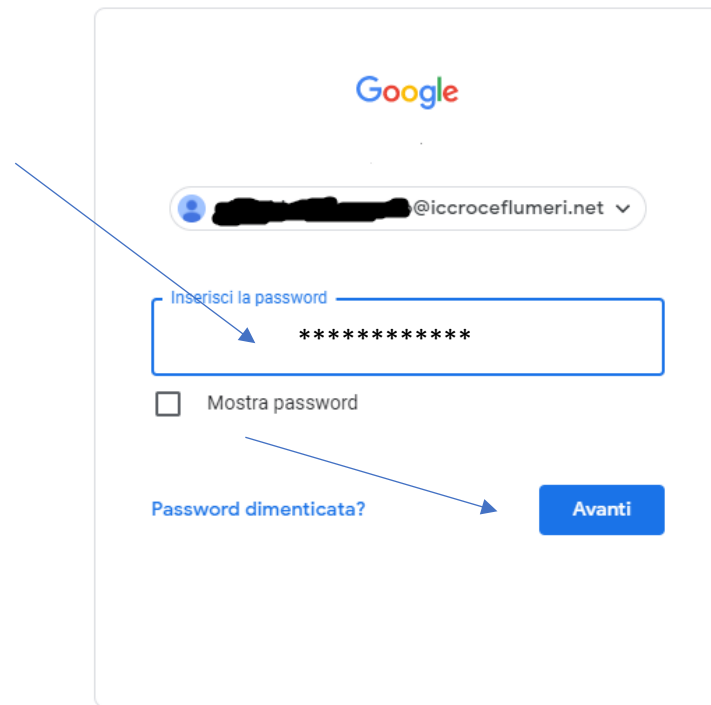 Google
@iccroceflumeri.net
Inserisci la password
************
Mostra password
Password dimenticata?
Avanti